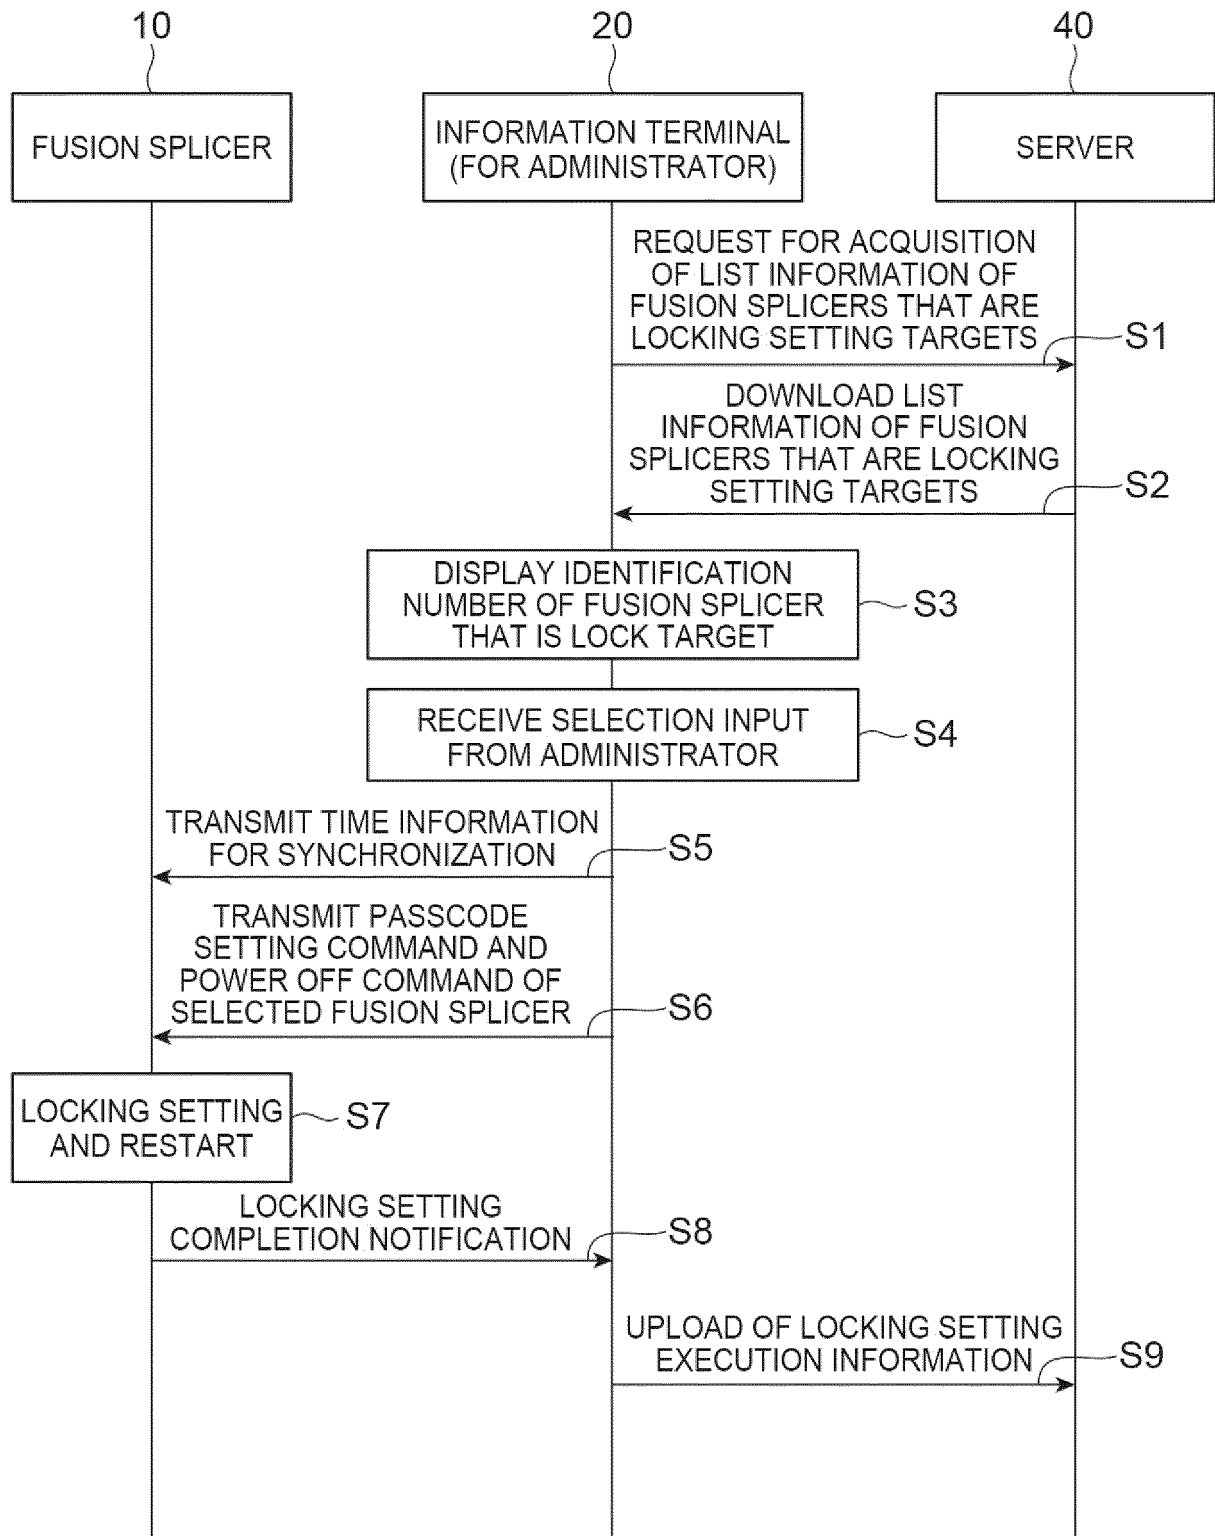 10
20
40
FUSION SPLICER
INFORMATION TERMINAL
(FOR ADMINISTRATOR)
SERVER
REQUEST FOR ACQUISITION
OF LIST INFORMATION OF
FUSION SPLICERS THAT ARE
LOCKING SETTING TARGETS
S1
DOWNLOAD LIST
INFORMATION OF FUSION
SPLICERS THAT ARE LOCKING
SETTING TARGETS
S2
DISPLAY IDENTIFICATION
NUMBER OF FUSION SPLICER
THAT IS LOCK TARGET
S3
RECEIVE SELECTION INPUT
FROM ADMINISTRATOR
S4
TRANSMIT TIME INFORMATION
FOR SYNCHRONIZATION
S5
TRANSMIT PASSCODE
SETTING COMMAND AND
POWER OFF COMMAND OF
SELECTED FUSION SPLICER
S6
LOCKING SETTING
AND RESTART
S7
LOCKING SETTING
COMPLETION NOTIFICATION
S8
UPLOAD OF LOCKING SETTING
EXECUTION INFORMATION
S9